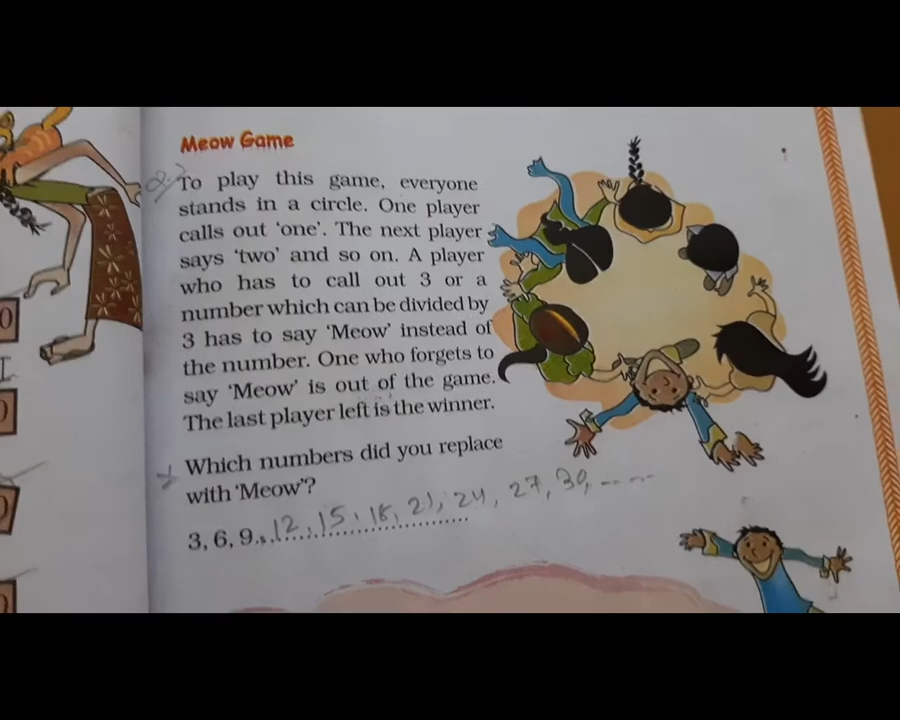 Meow Game
To play this game, everyone
stands in a circle. One player
calls out 'one'. The next player
says 'two' and so on. A player
who has to call out 3 or a
number which can be divided by
3 has to say 'Meow' instead of
the number. One who forgets to
say 'Meow' is out of the game.
The last player left is the winner.
Which numbers did you replace
with 'Meow'?
3, 6, 9, 12, 15, 18, 21, 24, 27, 30, -----